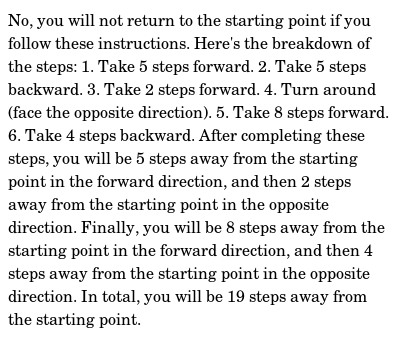 No, you will not return to the starting point if you
follow these instructions. Here's the breakdown of
the steps: 1. Take 5 steps forward. 2. Take 5 steps
backward. 3. Take 2 steps forward. 4. Turn around
(face the opposite direction). 5. Take 8 steps forward.
6. Take 4 steps backward. After completing these
steps, you will be 5 steps away from the starting
point in the forward direction, and then 2 steps
away from the starting point in the opposite
direction. Finally, you will be 8 steps away from the
starting point in the forward direction, and then 4
steps away from the starting point in the opposite
direction. In total, you will be 19 steps away from
the starting point.